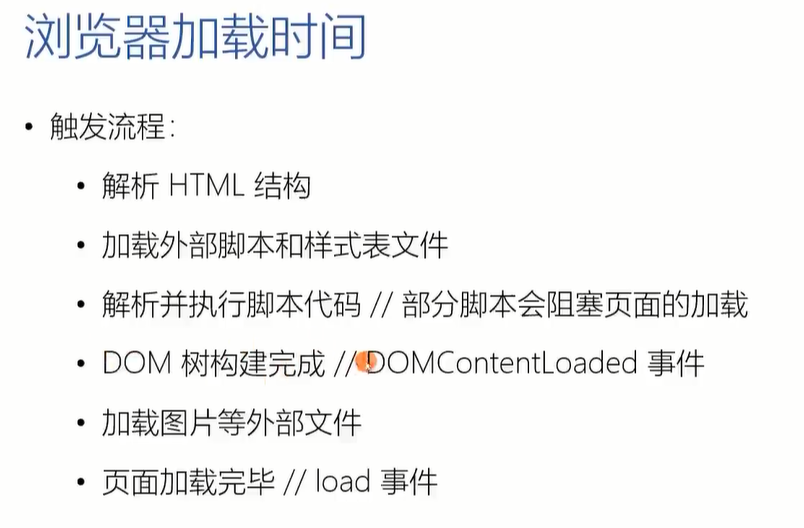 浏览器加载时间
• 触发流程：
• 解析 HTML 结构
• 加载外部脚本和样式表文件
• 解析并执行脚本代码 // 部分脚本会阻塞页面的加载
• DOM 树构建完成 // DOMContentLoaded 事件
• 加载图片等外部文件
• 页面加载完毕 // load 事件